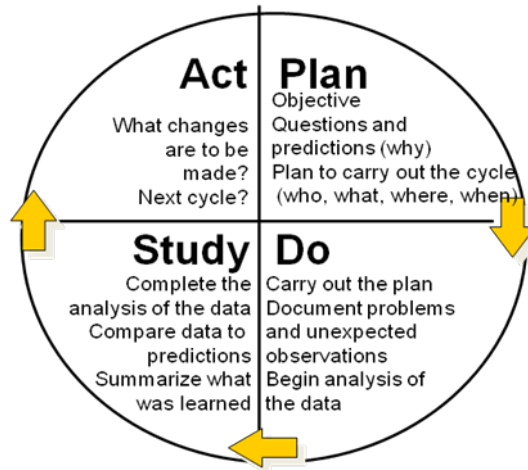 Act
What changes
are to be
made?
Next cycle?
Plan
Objective
Questions and
predictions (why)
Plan to carry out the cycle
(who, what, where, when)
Study
Complete the
analysis of the data
Compare data to
predictions
Summarize what
was learned
Do
Carry out the plan
Document problems
and unexpected
observations
Begin analysis of
the data